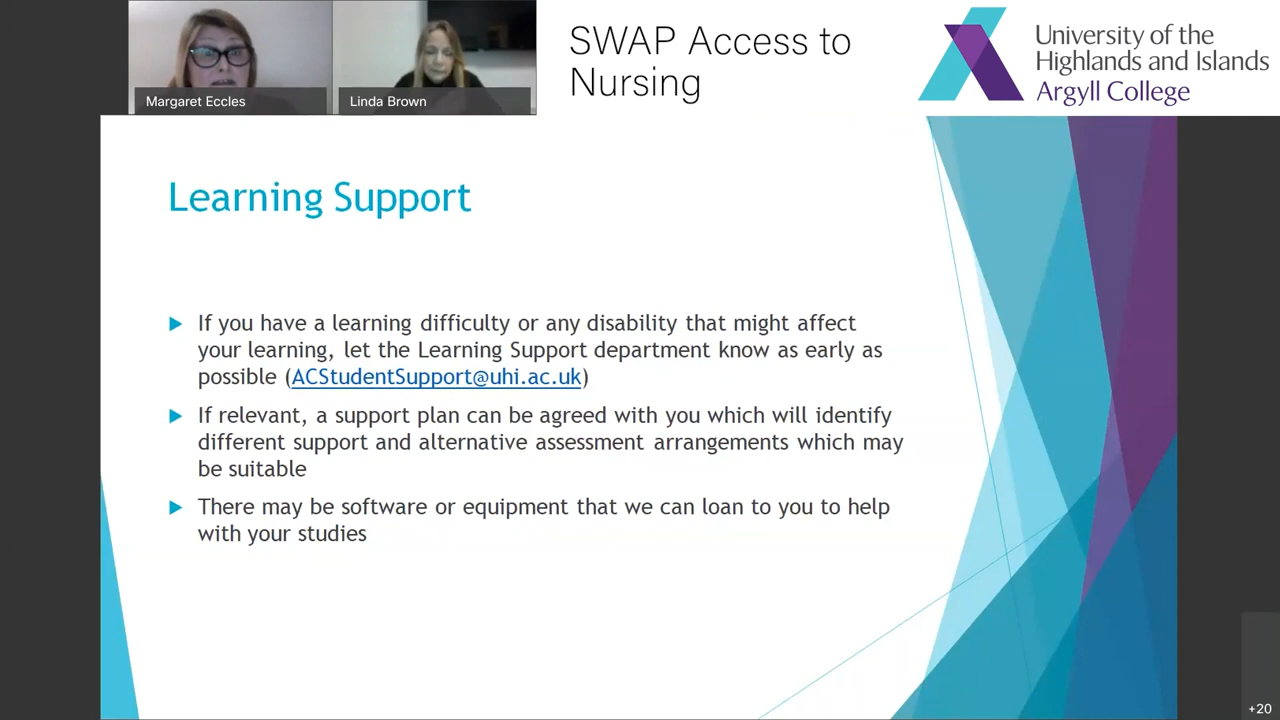 Margaret Eccles
Linda Brown
SWAP Access to
Nursing
University of the
Highlands and Islands
Argyll College
Learning Support
If you have a learning difficulty or any disability that might affect
your learning, let the Learning Support department know as early as
possible (ACStudentSupport@uhi.ac.uk)
If relevant, a support plan can be agreed with you which will identify
different support and alternative assessment arrangements which may
be suitable
There may be software or equipment that we can loan to you to help
with your studies
+20